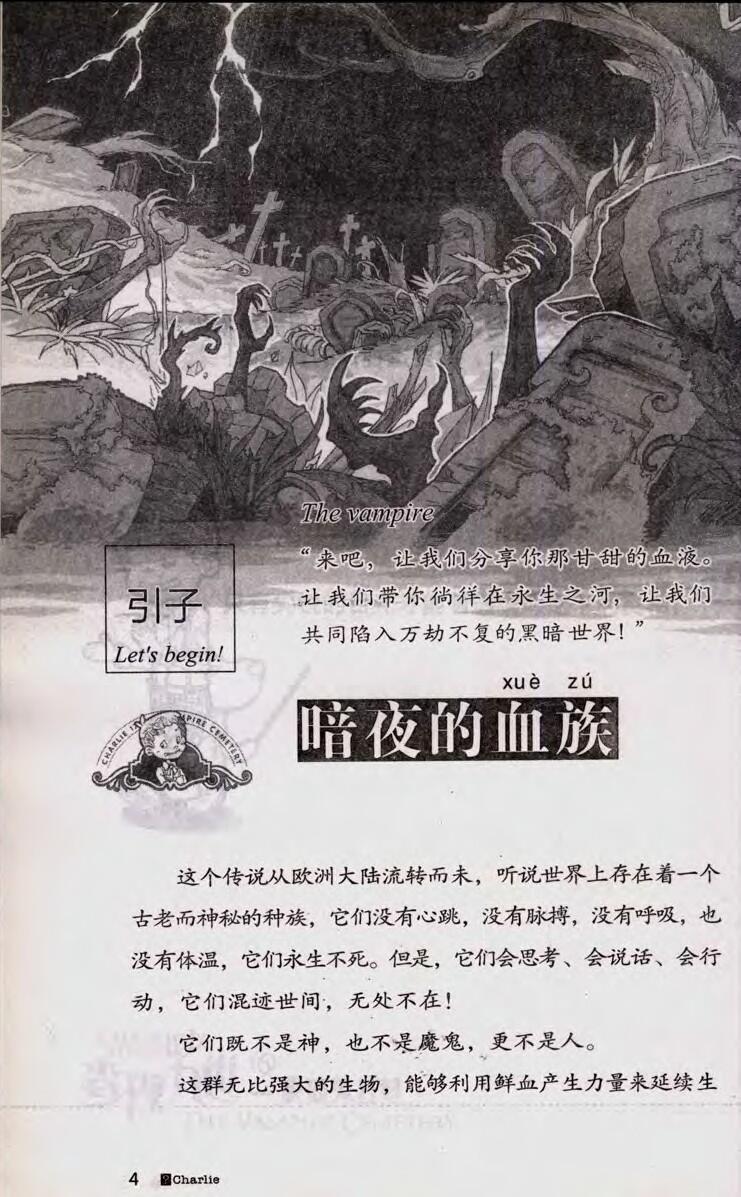 The vampire
“来吧，让我们分享你那甘甜的血液。
让我们带你徜徉在永生之河，让我们
共同陷入万劫不复的黑暗世界！”
引子
Let's begin!
xuè zú
暗夜的血族
CHARLIE IX VAMPIRE CEMETERY
这个传说从欧洲大陆流转而未，听说世界上存在着一个
古老而神秘的种族，它们没有心跳，没有脉搏，没有呼吸，也
没有体温，它们永生不死。但是，它们会思考、会说话、会行
动，它们混迹世间，无处不在！
它们既不是神，也不是魔鬼，更不是人。
这群无比强大的生物，能够利用鲜血产生力量来延续生
4 Charlie